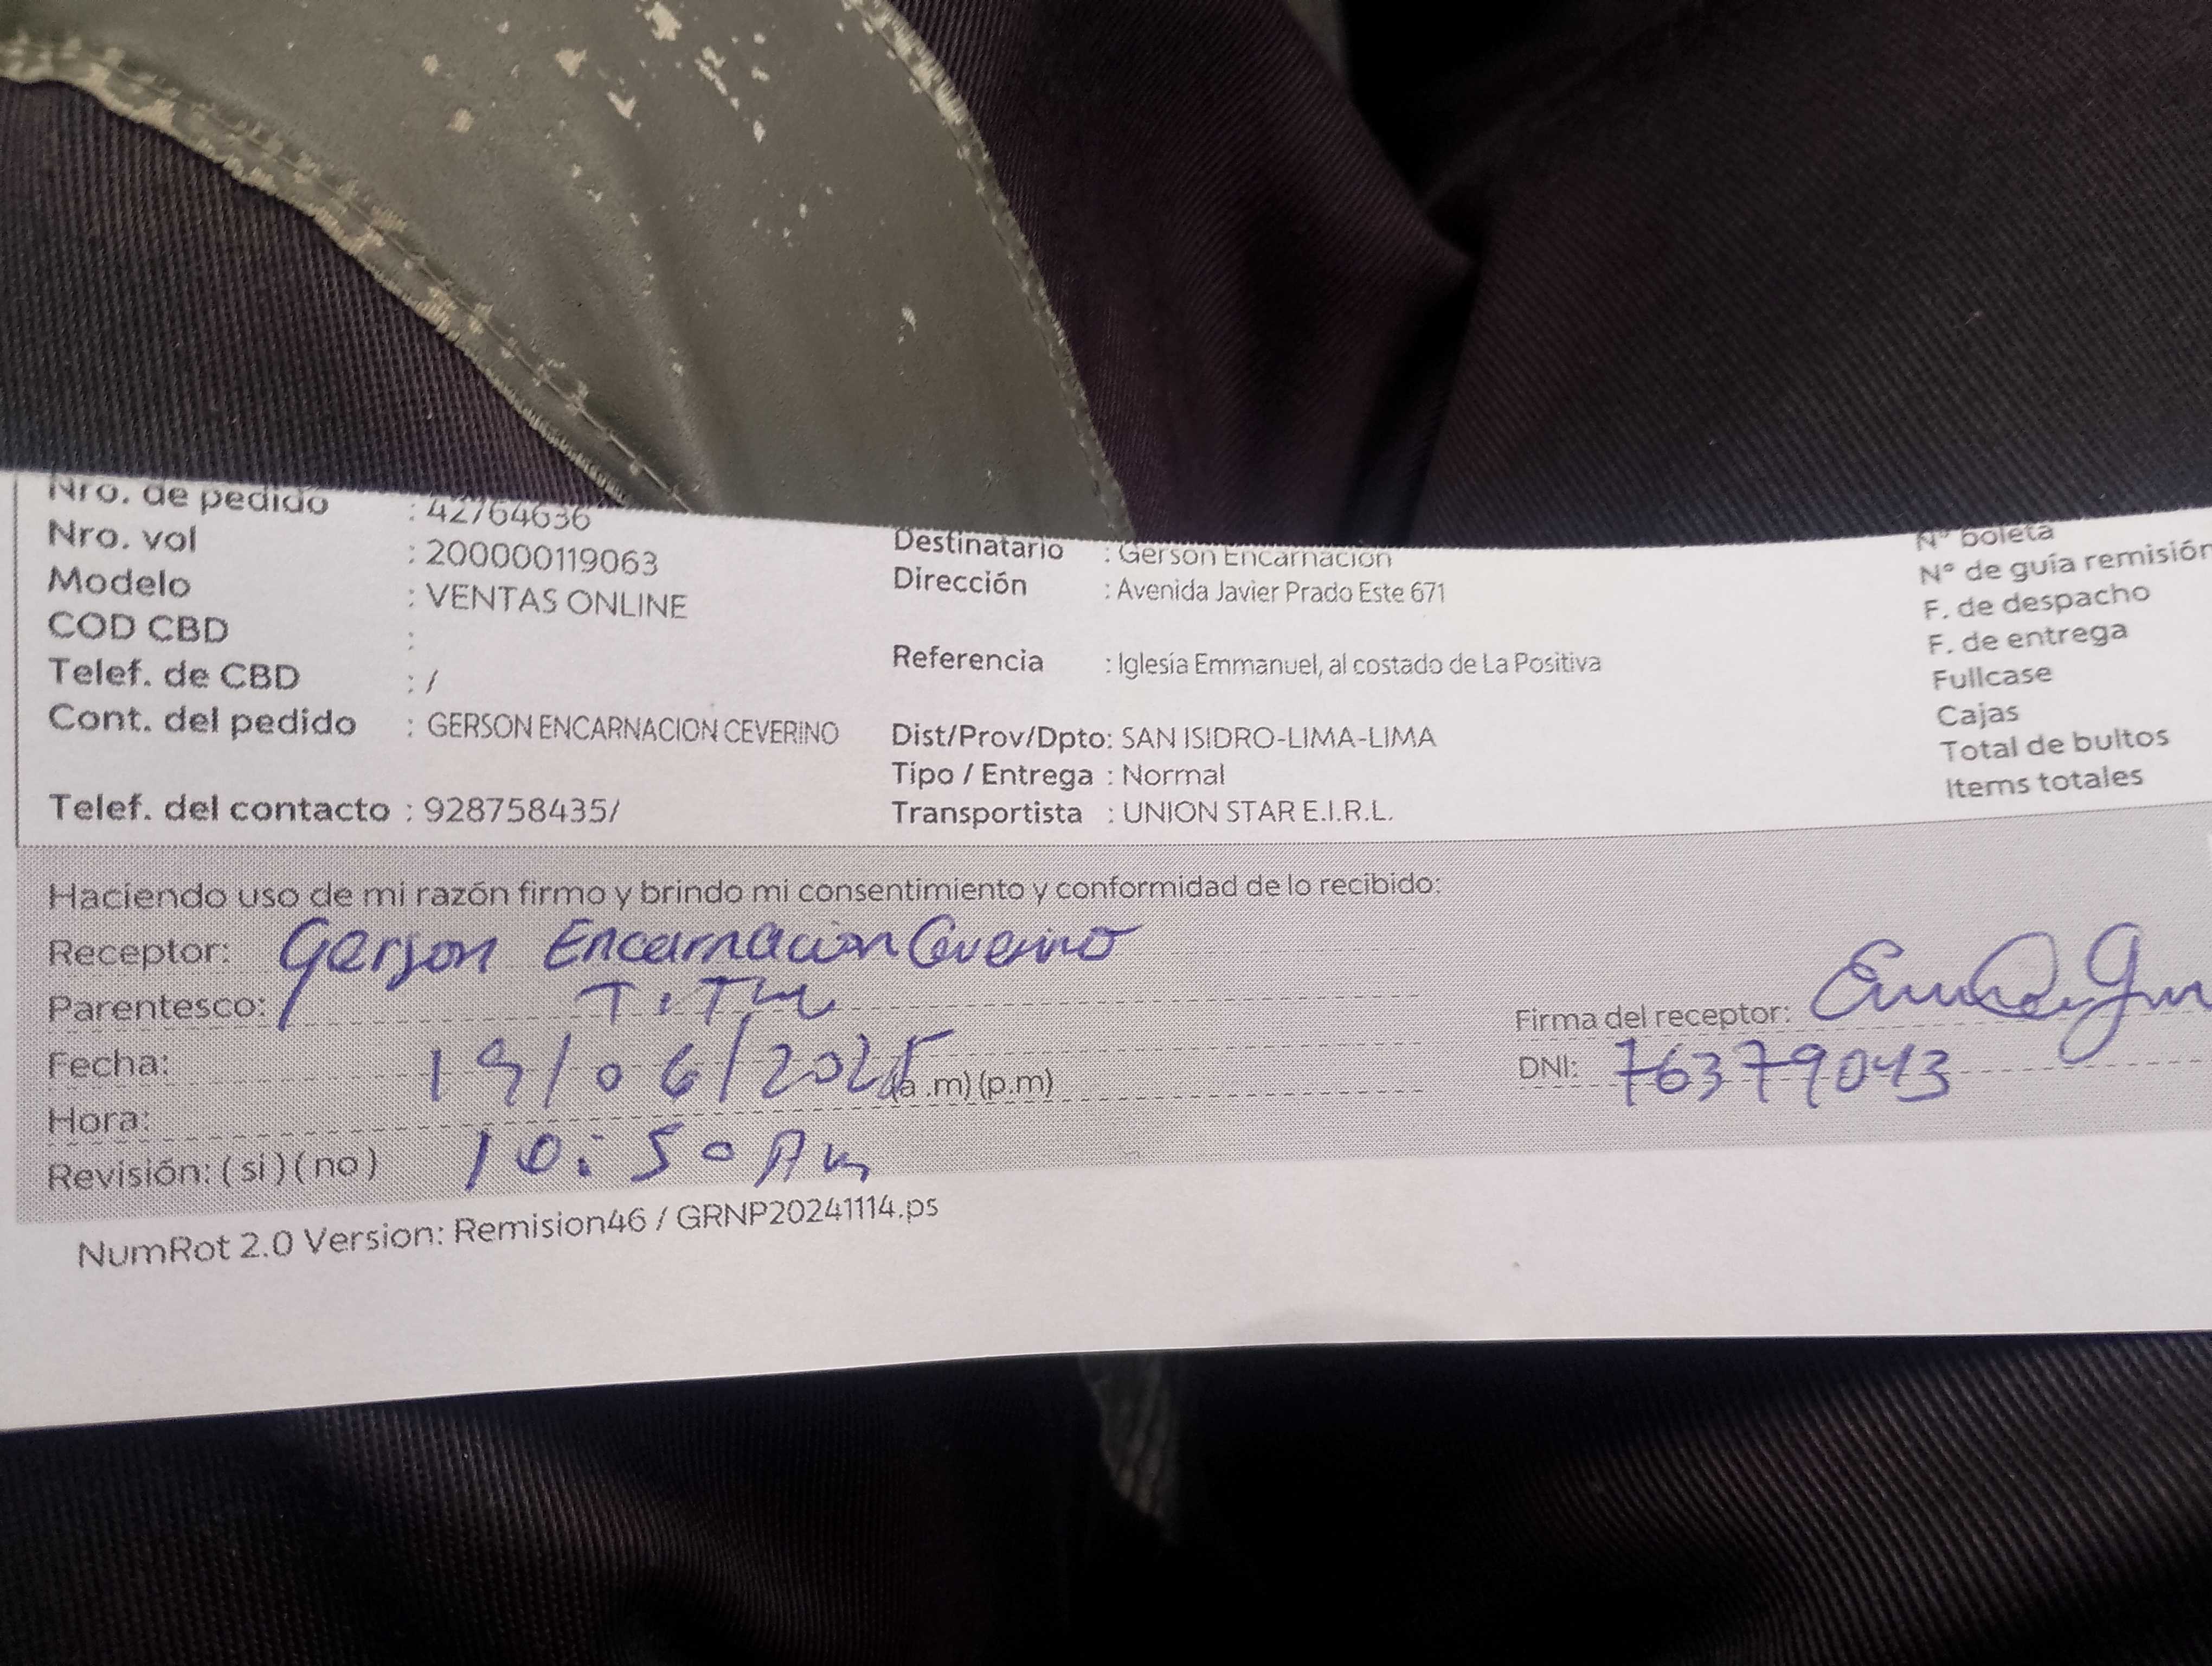 Nro. de pedido : 42764636
Nro. vol : 200000119063
Modelo : VENTAS ONLINE
COD CBD :
Telef. de CBD : /
Cont. del pedido : GERSON ENCARNACION CEVERINO
Telef. del contacto : 928758435/
Destinatario : Gerson Encarnación
Dirección : Avenida Javier Prado Este 671
Referencia : Iglesía Emmanuel, al costado de La Positiva
Dist/Prov/Dpto: SAN ISIDRO-LIMA-LIMA
Tipo / Entrega : Normal
Transportista : UNION STAR E.I.R.L.
N° boleta
N° de guía remisión
F. de despacho
F. de entrega
Fullcase
Cajas
Total de bultos
Items totales
Haciendo uso de mi razón firmo y brindo mi consentimiento y conformidad de lo recibido:
Receptor: Gerson Encarnacion Ceverino
Parentesco:
Fecha: 19/06/2025
(a.m) (p.m)
Hora:
Revisión: (si) (no) 10:50 Am
Firma del receptor:
DNI: 76379043
NumRot 2.0 Version: Remision46 / GRNP20241114.ps